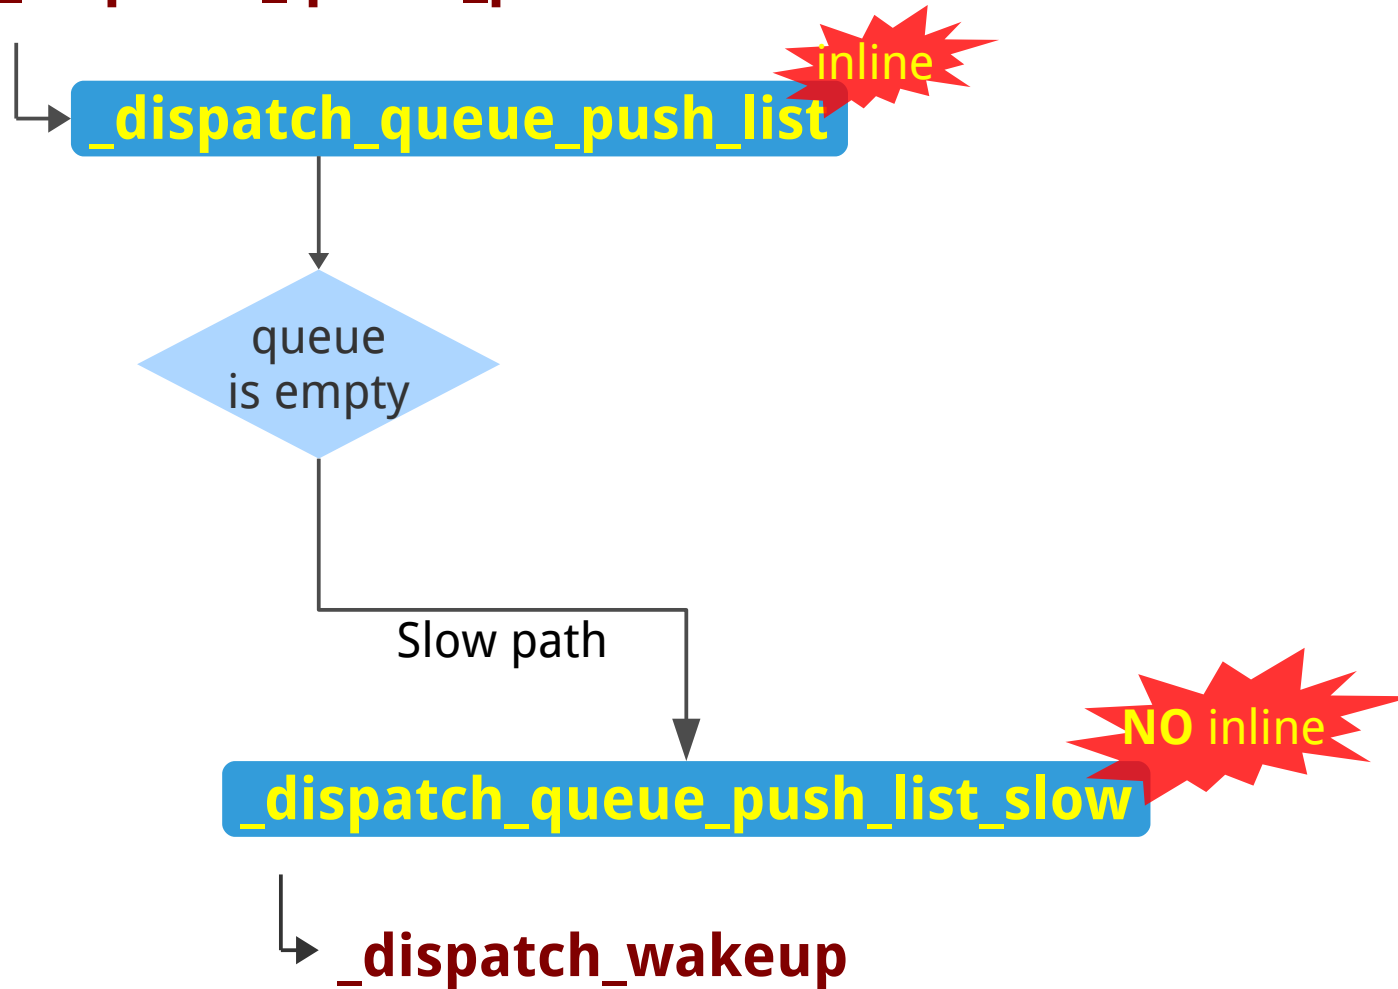 inline
_dispatch_queue_push_list
queue
is empty
Slow path
NO inline
_dispatch_queue_push_list_slow
_dispatch_wakeup